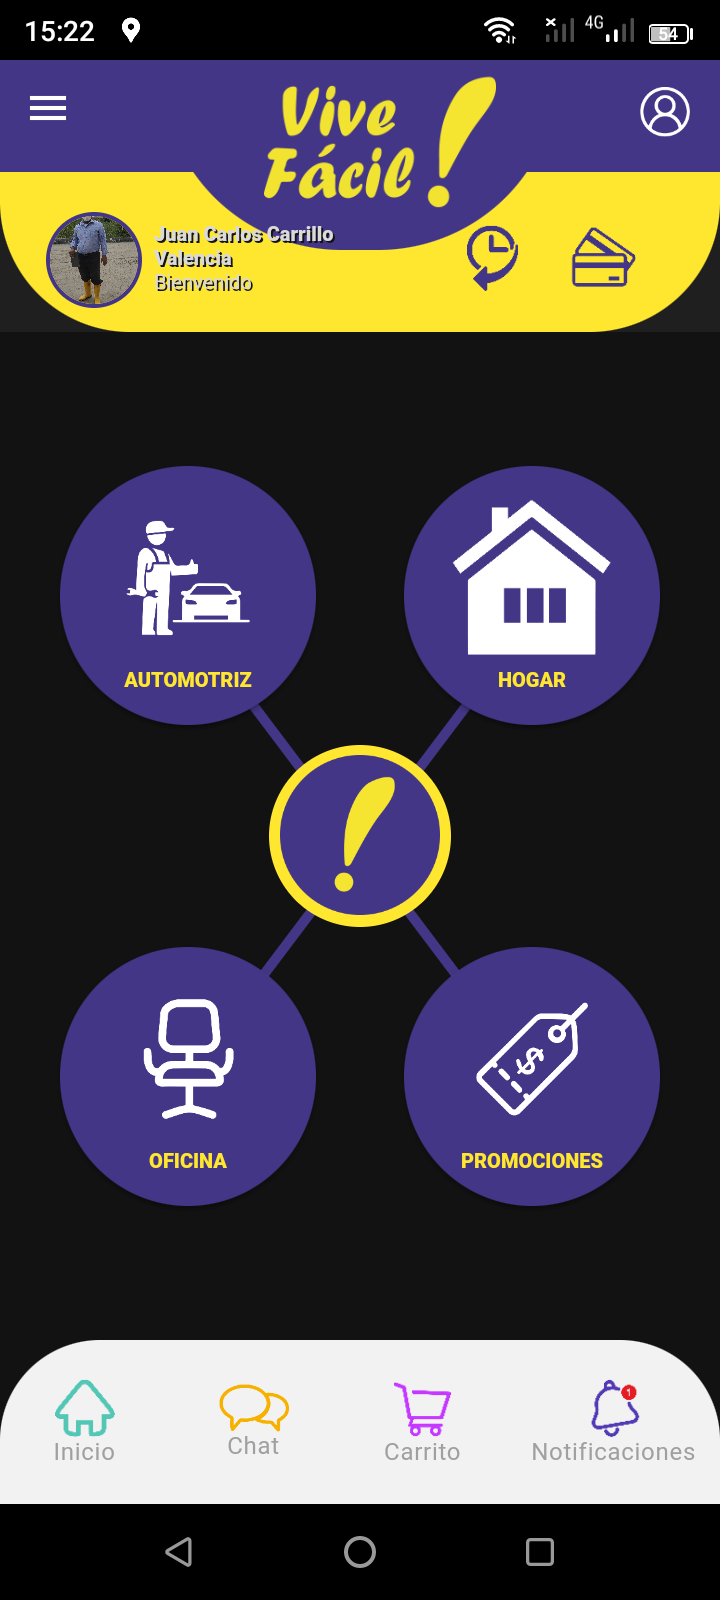 15:22
4G
54
Vive
Fácil!
Juan Carlos Carrillo
Valencia
Bienvenido
AUTOMOTRIZ
HOGAR
!
OFICINA
$
PROMOCIONES
1
Inicio
Chat
Carrito
Notificaciones